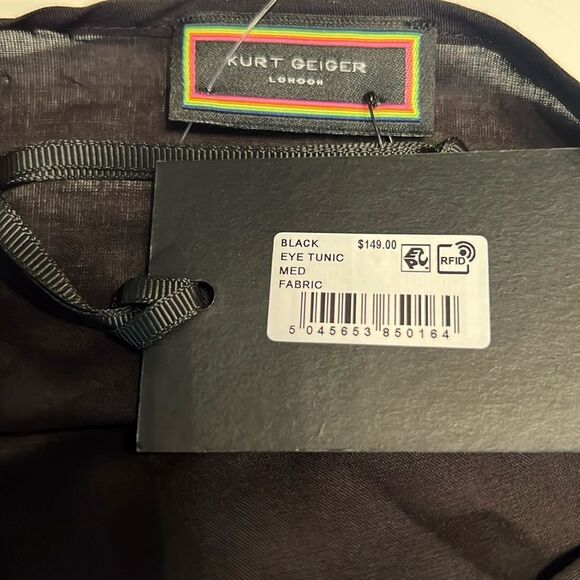 KURT GEIGER
LONDON
BLACK $149.00
EYE TUNIC
MED
FABRIC
RFID
5 045653 850164